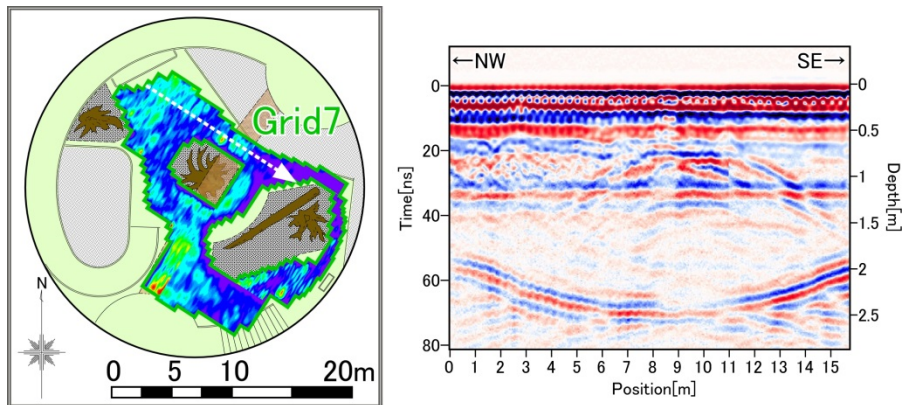 Grid7
N
0 5 10 20m
←NW SE→
0 20 40 60 80
Time[ns]
0 0.5 1 1.5 2 2.5
Depth[m]
0 1 2 3 4 5 6 7 8 9 10 11 12 13 14 15
Position[m]